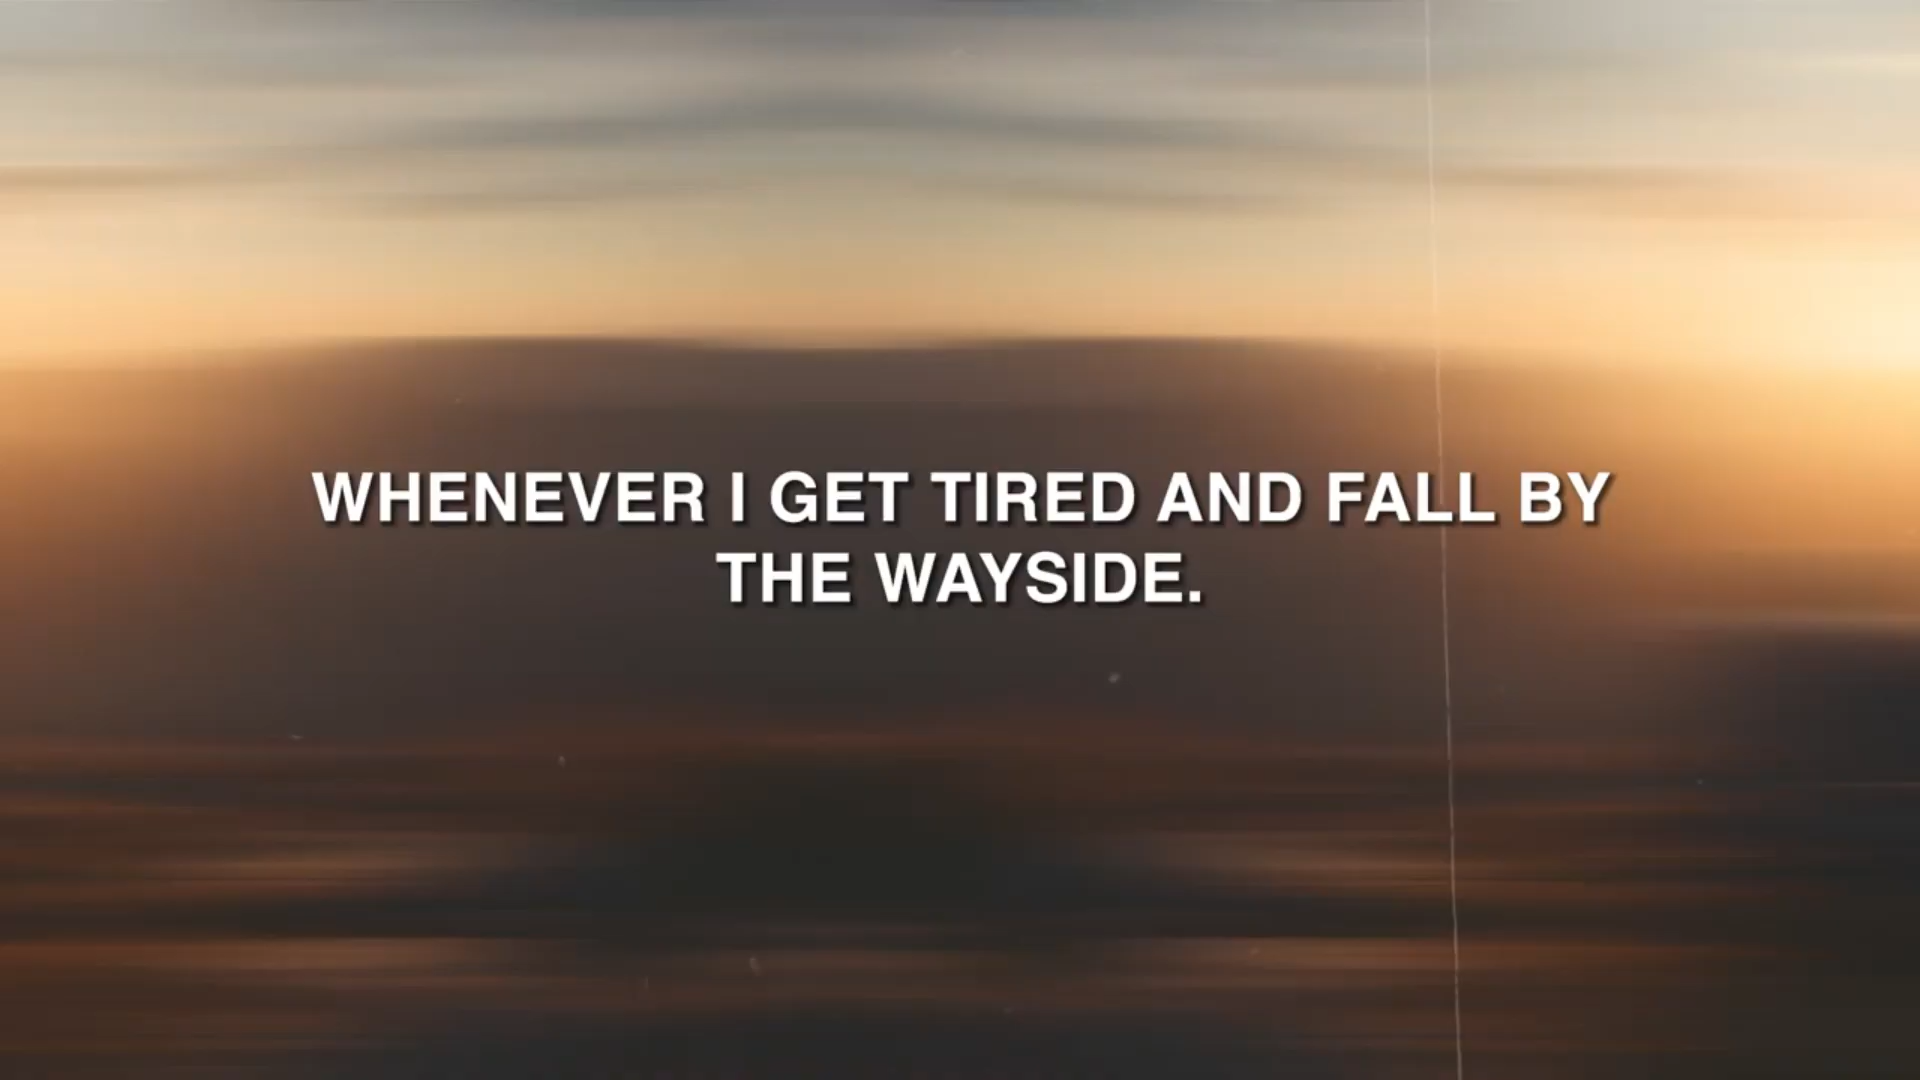 WHENEVER I GET TIRED AND FALL BY
THE WAYSIDE.